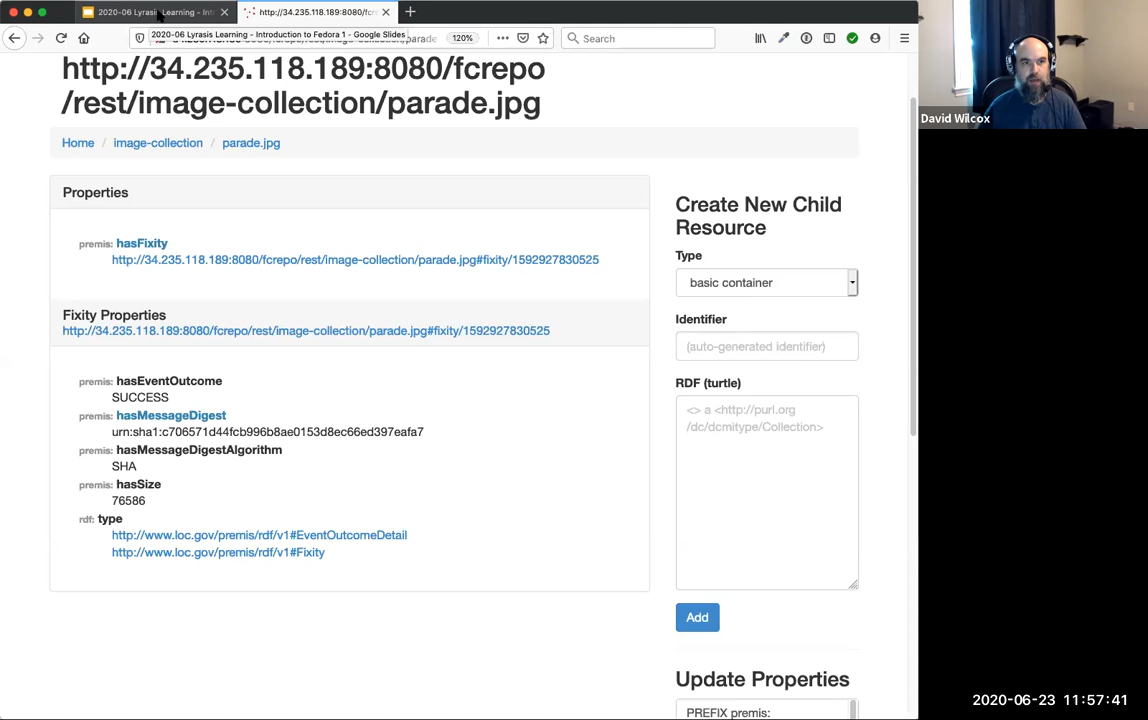 2020-06 Lyrasis Learning - Int
http://34.235.118.189:8080/fc
120%
Search
2020-06 Lyrasis Learning - Introduction to Fedora 1 - Google Slides
http://34.235.118.189:8080/fcrepo
/rest/image-collection/parade.jpg
Home / image-collection / parade.jpg
Properties
premis: hasFixity
http://34.235.118.189:8080/fcrepo/rest/image-collection/parade.jpg#fixity/1592927830525
Fixity Properties
http://34.235.118.189:8080/fcrepo/rest/image-collection/parade.jpg#fixity/1592927830525
premis: hasEventOutcome
SUCCESS
premis: hasMessageDigest
urn:sha1:c706571d44fcb996b8ae0153d8ec66ed397eafa7
premis: hasMessageDigestAlgorithm
SHA
premis: hasSize
76586
rdf: type
http://www.loc.gov/premis/rdf/v1#EventOutcomeDetail
http://www.loc.gov/premis/rdf/v1#Fixity
Create New Child
Resource
Type
basic container
Identifier
(auto-generated identifier)
RDF (turtle)
<> a <http://purl.org
/dc/dcmitype/Collection>
Add
Update Properties
PREFIX premis:
David Wilcox
2020-06-23 11:57:41